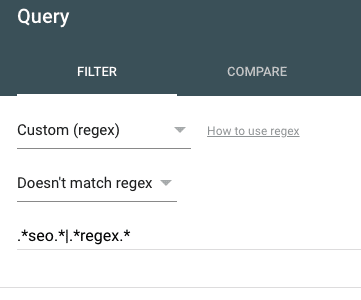 Query
FILTER COMPARE
Custom (regex) How to use regex
Doesn't match regex
.*seo.*|.*regex.*